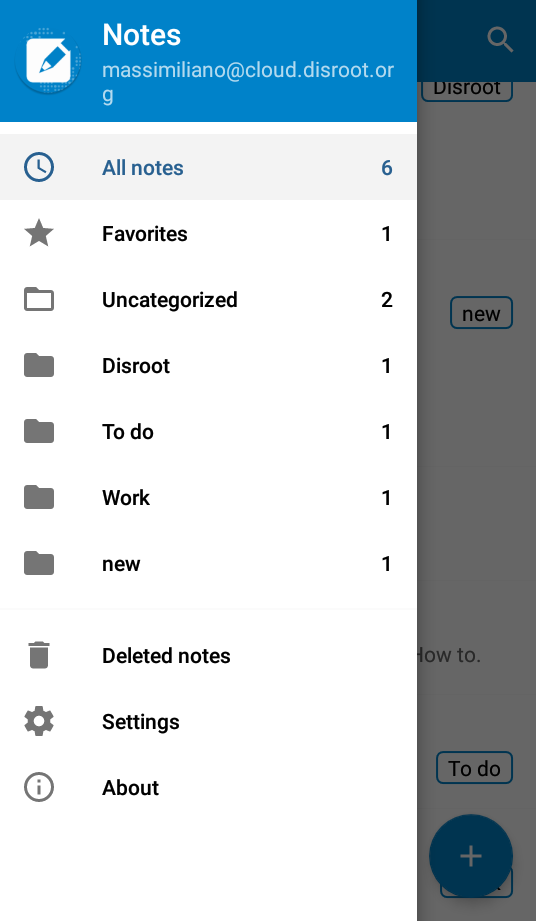 Notes
massimiliano@cloud.disroot.or
g
Disroot
All notes 6
Favorites 1
Uncategorized 2
new
Disroot 1
To do 1
Work 1
new 1
Deleted notes
How to.
Settings
To do
About